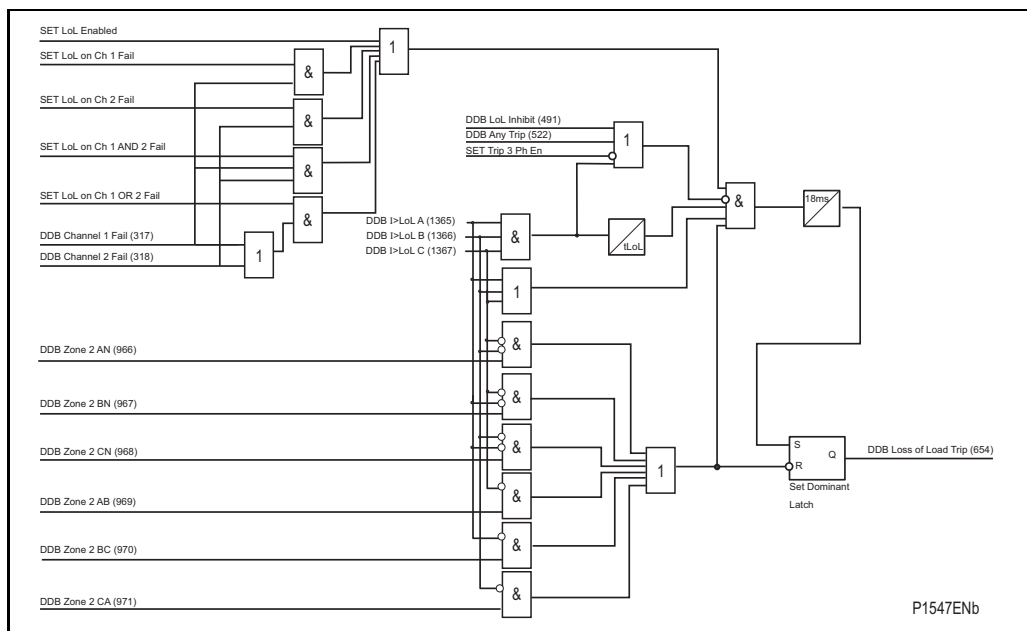 SET LoL Enabled
SET LoL on Ch 1 Fail
SET LoL on Ch 2 Fail
SET LoL on Ch 1 AND 2 Fail
SET LoL on Ch 1 OR 2 Fail
DDB Channel 1 Fail (317)
DDB Channel 2 Fail (318)
&
&
&
&
1
1
DDB LoL Inhibit (491)
DDB Any Trip (522)
SET Trip 3 Ph En
1
DDB I>LoL A (1365)
DDB I>LoL B (1366)
DDB I>LoL C (1367)
&
tLoL
&
18ms
1
DDB Zone 2 AN (966)
&
DDB Zone 2 BN (967)
&
DDB Zone 2 CN (968)
&
DDB Zone 2 AB (969)
&
DDB Zone 2 BC (970)
&
DDB Zone 2 CA (971)
&
1
S
Q
R
DDB Loss of Load Trip (654)
Set Dominant
Latch
P1547ENb